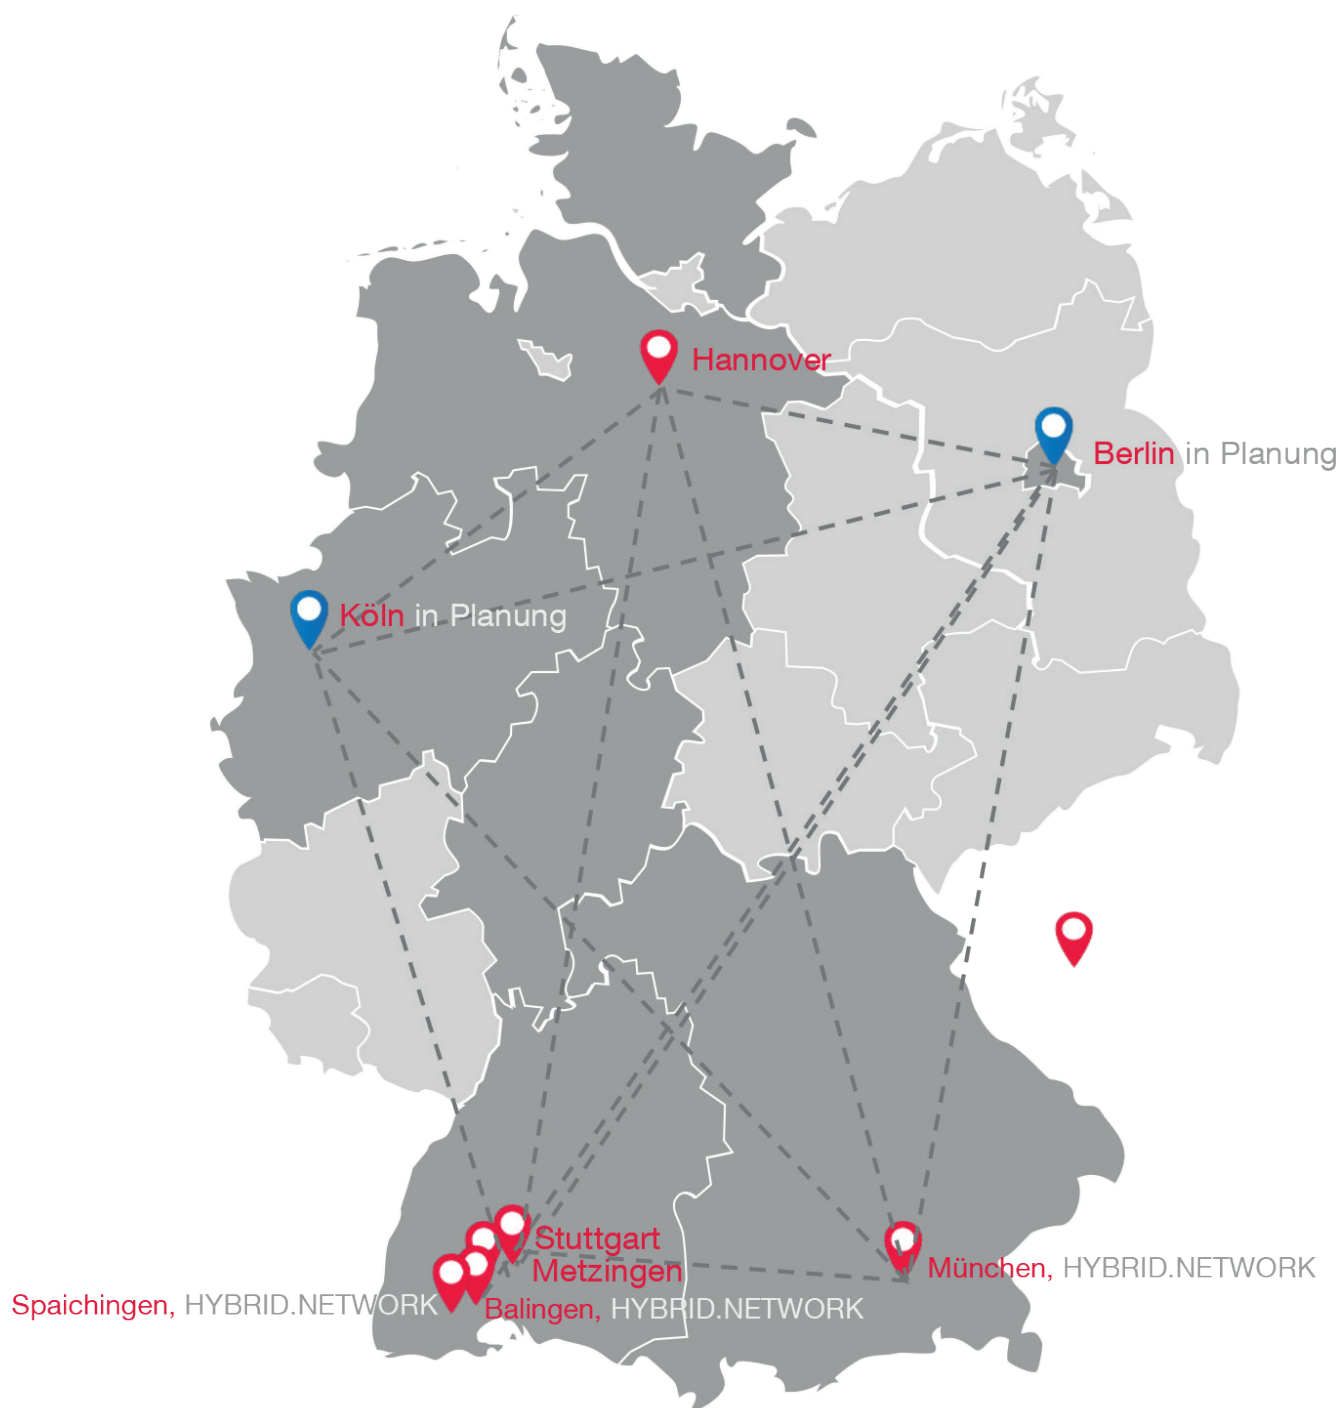 Hannover
Berlin in Planung
Köln in Planung
Stuttgart
Metzingen
München, HYBRID.NETWORK
Spaichingen, HYBRID.NETWORK
Balingen, HYBRID.NETWORK